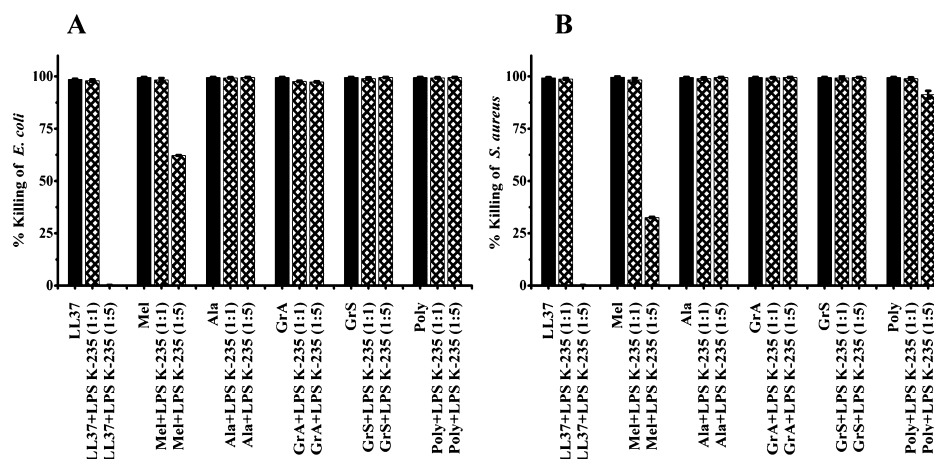 A
B
% Killing of E. coli
100
75
50
25
0
LL37
LL37+LPS K-235 (1:1)
LL37+LPS K-235 (1:5)
Mel
Mel+LPS K-235 (1:1)
Mel+LPS K-235 (1:5)
Ala
Ala+LPS K-235 (1:1)
Ala+LPS K-235 (1:5)
GrA
GrA+LPS K-235 (1:1)
GrA+LPS K-235 (1:5)
GrS
GrS+LPS K-235 (1:1)
GrS+LPS K-235 (1:5)
Poly
Poly+LPS K-235 (1:1)
Poly+LPS K-235 (1:5)
% Killing of S. aureus
100
75
50
25
0
LL37
LL37+LPS K-235 (1:1)
LL37+LPS K-235 (1:5)
Mel
Mel+LPS K-235 (1:1)
Mel+LPS K-235 (1:5)
Ala
Ala+LPS K-235 (1:1)
Ala+LPS K-235 (1:5)
GrA
GrA+LPS K-235 (1:1)
GrA+LPS K-235 (1:5)
GrS
GrS+LPS K-235 (1:1)
GrS+LPS K-235 (1:5)
Poly
Poly+LPS K-235 (1:1)
Poly+LPS K-235 (1:5)